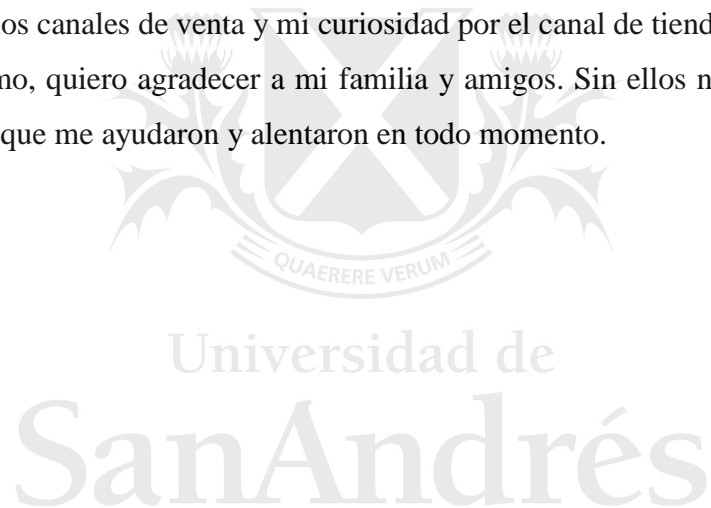 os canales de venta y mi curiosidad por el canal de tiend
no, quiero agradecer a mi familia y amigos. Sin ellos n
que me ayudaron y alentaron en todo momento.
QUAERERE VERUM
Universidad de
SanAndrés